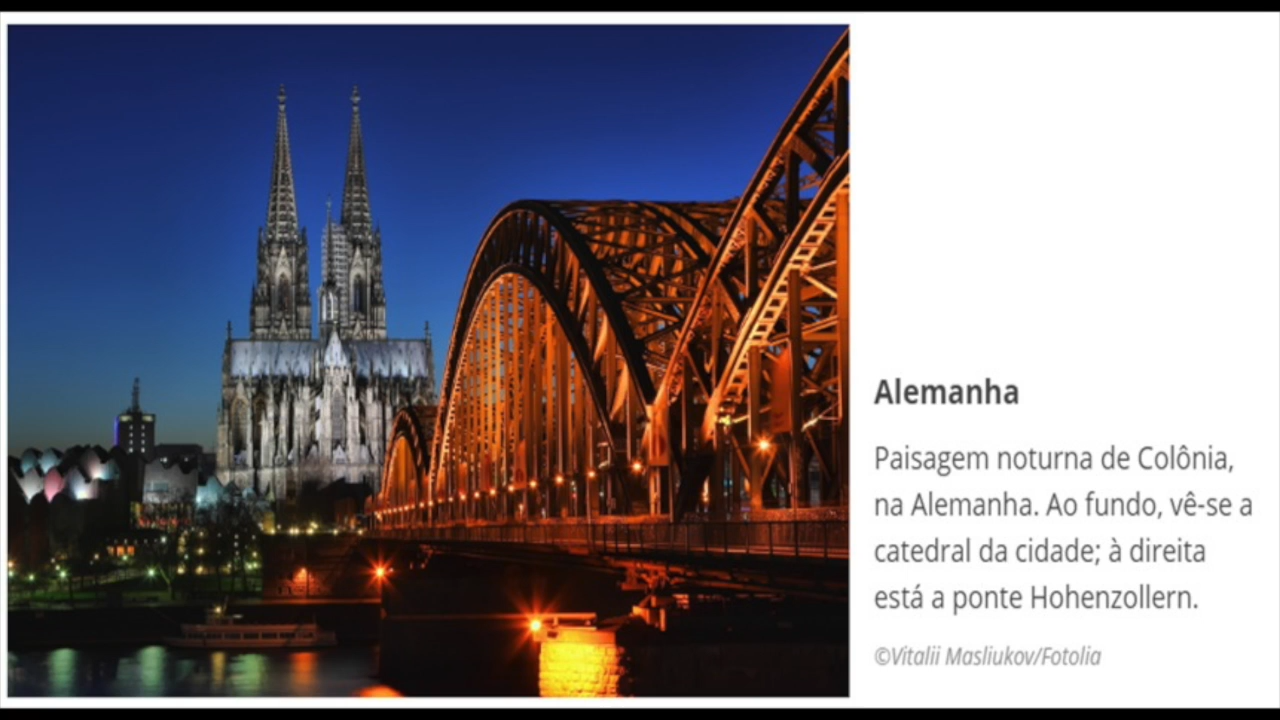 Alemanha
Paisagem noturna de Colônia,
na Alemanha. Ao fundo, vê-se a
catedral da cidade; à direita
está a ponte Hohenzollern.
©Vitalii Masliukov/Fotolia